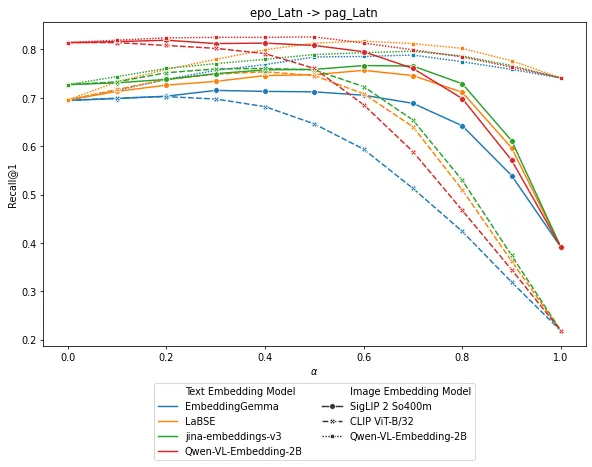 epo_Latn -> pag_Latn
Recall@1
0.8
0.7
0.6
0.5
0.4
0.3
0.2
0.0 0.2 0.4 0.6 0.8 1.0
α
Text Embedding Model
EmbeddingGemma
LaBSE
jina-embeddings-v3
Qwen-VL-Embedding-2B
Image Embedding Model
SigLIP 2 So400m
CLIP ViT-B/32
Qwen-VL-Embedding-2B